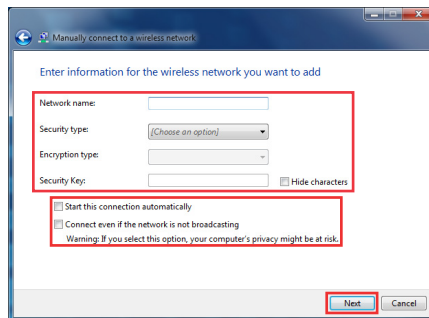 Manually connect to a wireless network
Enter information for the wireless network you want to add
Network name:
Security type: [Choose an option]
Encryption type:
Security Key: Hide characters
Start this connection automatically
Connect even if the network is not broadcasting
Warning: If you select this option, your computer's privacy might be at risk.
Next Cancel